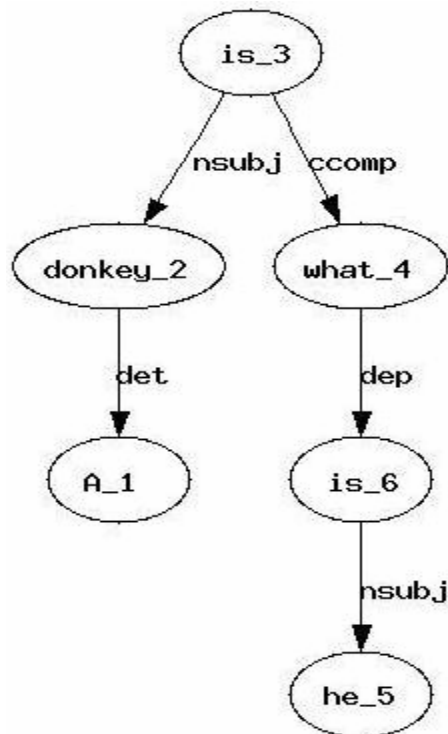 is_3
nsubj ccomp
donkey_2 what_4
det dep
A_1 is_6
nsubj
he_5